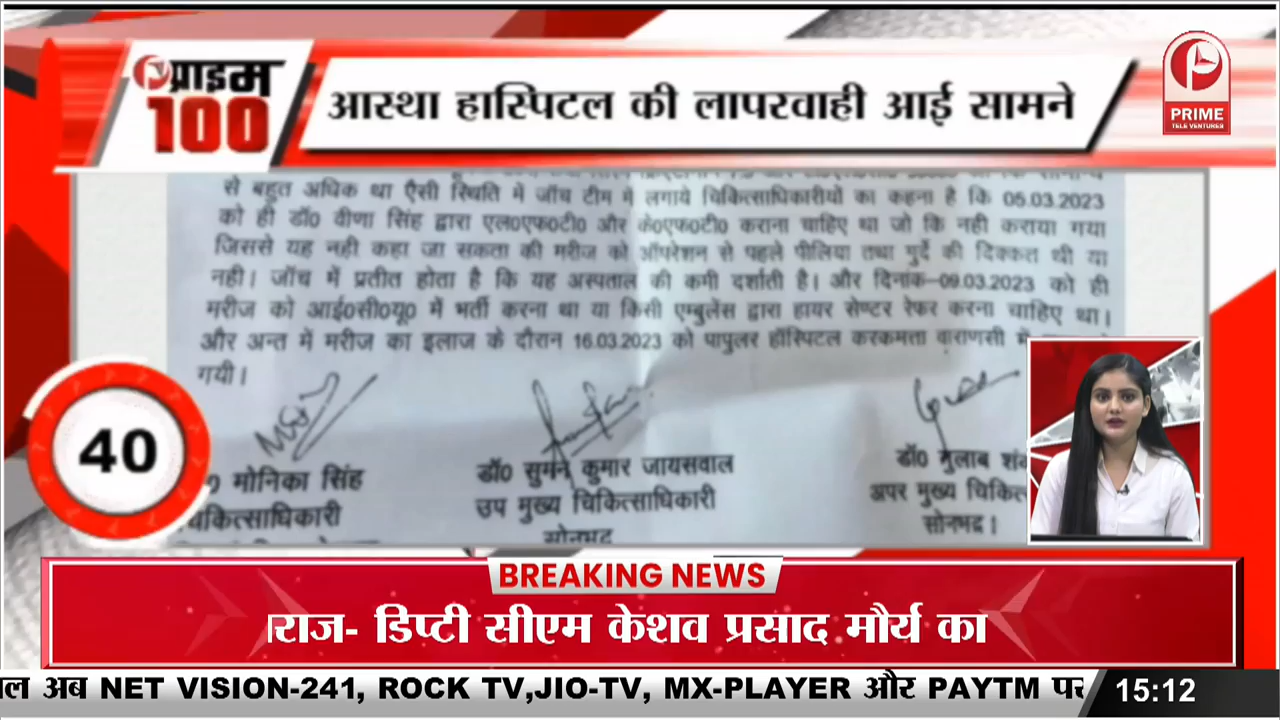 प्राइम
100
आस्था हास्पिटल की लापरवाही आई सामने
PRIME
TELE VENTURES
से बहुत अधिक था ऐसी स्थिति में जॉच टीम में लगाये चिकित्साधिकारीयों का कहना है कि 05.03.2023
को ही डॉ0 वीणा सिंह द्वारा एल0एफ0टी0 और के0एफ0टी0 कराना चाहिए था जो कि नही कराया गया
जिससे यह नही कहा जा सकता की मरीज को ऑपरेशन से पहले पीलिया तथा गुर्दे की दिक्कत थी या
नही। जॉच में प्रतीत होता है कि यह अस्पताल की कमी दर्शाती है। और दिनांक-09.03.2023 को ही
मरीज को आई0सी0यू0 में भर्ती करना था या किसी एम्बुलेंस द्वारा हायर सेण्टर रेफर करना चाहिए था।
और अन्त में मरीज का इलाज के दौरान 16.03.2023 को पापुलर हॉस्पिटल करकमत्ता वाराणसी में
गयी।
40
मोनिका सिंह
डॉ0 सुमन कुमार जायसवाल
डॉ0 गुलाब शं
चिकित्साधिकारी
उप मुख्य चिकित्साधिकारी
अपर मुख्य चिकि
सोनभद्र
सोनभद्र।
BREAKING NEWS
राज- डिप्टी सीएम केशव प्रसाद मौर्य का
ल अब NET VISION-241, ROCK TV,JIO-TV, MX-PLAYER और PAYTM पर
15:12